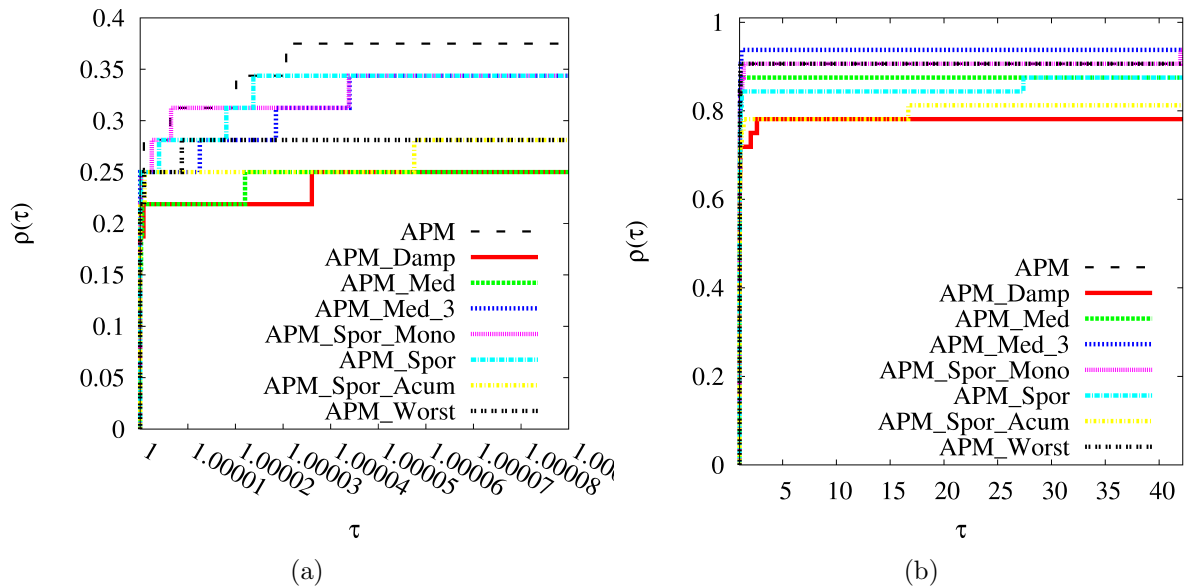 0.4
0.35
0.3
0.25
0.2
0.15
0.1
0.05
0
ρ(τ)
APM
APM_Damp
APM_Med
APM_Med_3
APM_Spor_Mono
APM_Spor
APM_Spor_Acum
APM_Worst
1
1.00001
1.00002
1.00003
1.00004
1.00005
1.00006
1.00007
1.00008
τ
(a)
1
0.8
0.6
0.4
0.2
0
ρ(τ)
APM
APM_Damp
APM_Med
APM_Med_3
APM_Spor_Mono
APM_Spor
APM_Spor_Acum
APM_Worst
5 10 15 20 25 30 35 40
τ
(b)